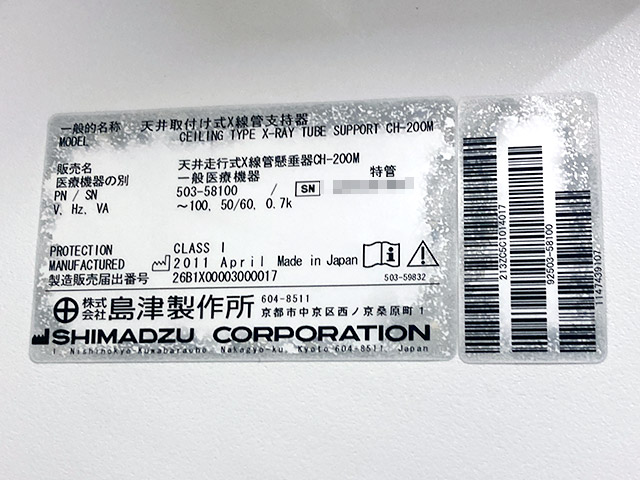 一般的名称 天井取付け式X線管支持器
MODEL CEILING TYPE X-RAY TUBE SUPPORT CH-200M
販売名 天井走行式X線管懸垂器CH-200M
医療機器の別 一般医療機器 特管
PN / SN 503-58100 / SN
V, Hz, VA ~100, 50/60, 0.7k
PROTECTION CLASS I
MANUFACTURED 2011 April Made in Japan
製造販売届出番号 26B1X00003000017 503-59832
株式会社 島津製作所 604-8511
京都市中京区西ノ京桑原町1
SHIMADZU CORPORATION
1 Nishinokyo-Kuwabaracho Nakagyo-ku, Kyoto 604-8511 Japan
2132C5C1014017
92503-58100